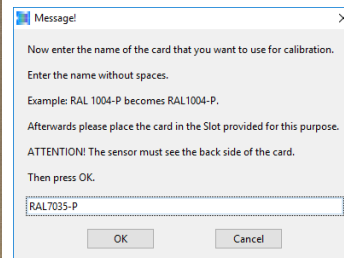 Message!
Now enter the name of the card that you want to use for calibration.
Enter the name without spaces.
Example: RAL 1004-P becomes RAL1004-P.
Afterwards please place the card in the Slot provided for this purpose.
ATTENTION! The sensor must see the back side of the card.
Then press OK.
RAL7035-P
OK Cancel